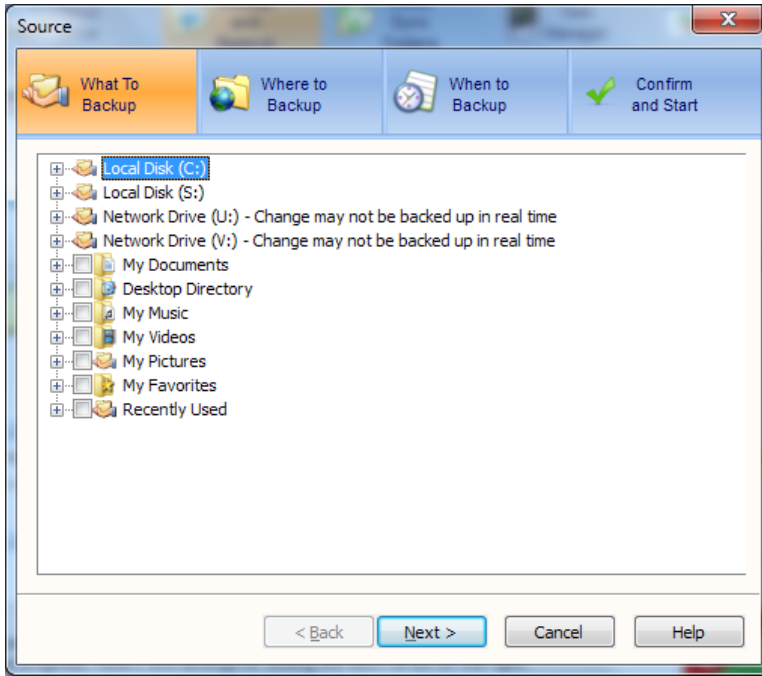 Source
What To
Backup
Where to
Backup
When to
Backup
Confirm
and Start
Local Disk (C:)
Local Disk (S:)
Network Drive (U:) - Change may not be backed up in real time
Network Drive (V:) - Change may not be backed up in real time
My Documents
Desktop Directory
My Music
My Videos
My Pictures
My Favorites
Recently Used
< Back
Next >
Cancel
Help